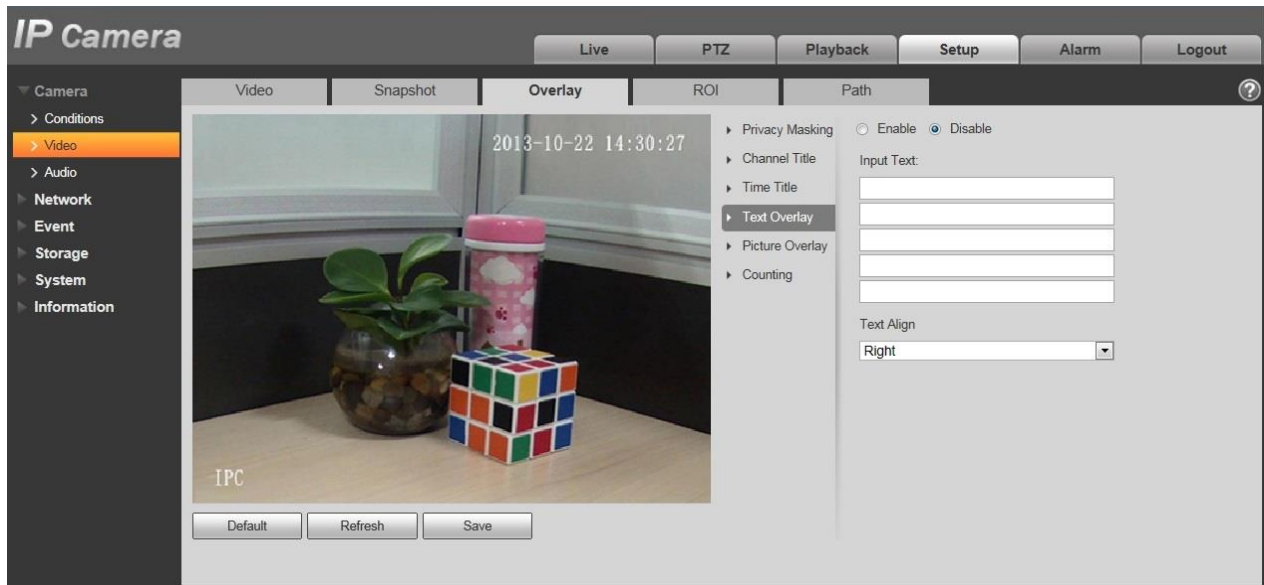 IP Camera
Live PTZ Playback Setup Alarm Logout
Camera
Conditions
Video
Audio
Network
Event
Storage
System
Information
Video Snapshot Overlay ROI Path
?
2013-10-22 14:30:27
IPC
Default Refresh Save
Privacy Masking
Channel Title
Time Title
Text Overlay
Picture Overlay
Counting
Enable Disable
Input Text:
Text Align
Right